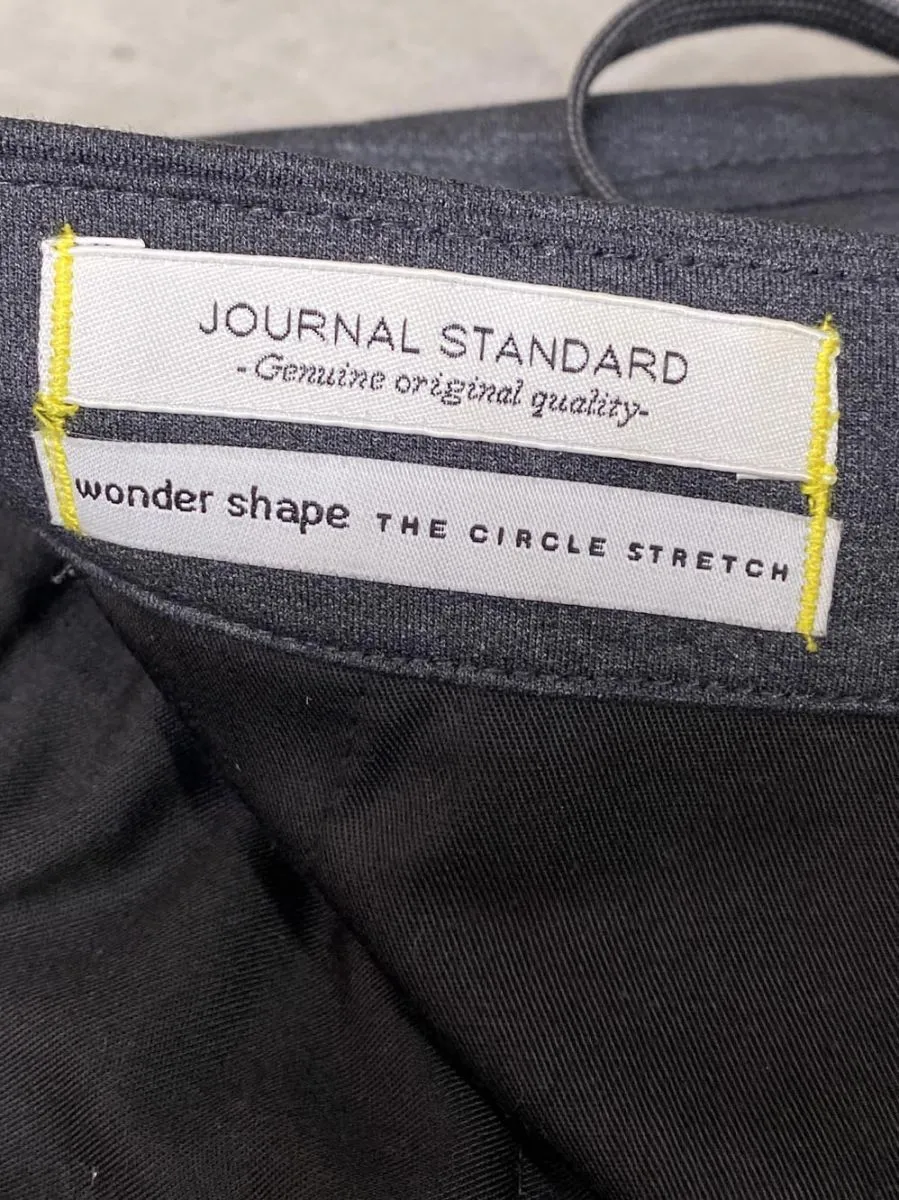 JOURNAL STANDARD
-Genuine original quality-
wonder shape THE CIRCLE STRETCH